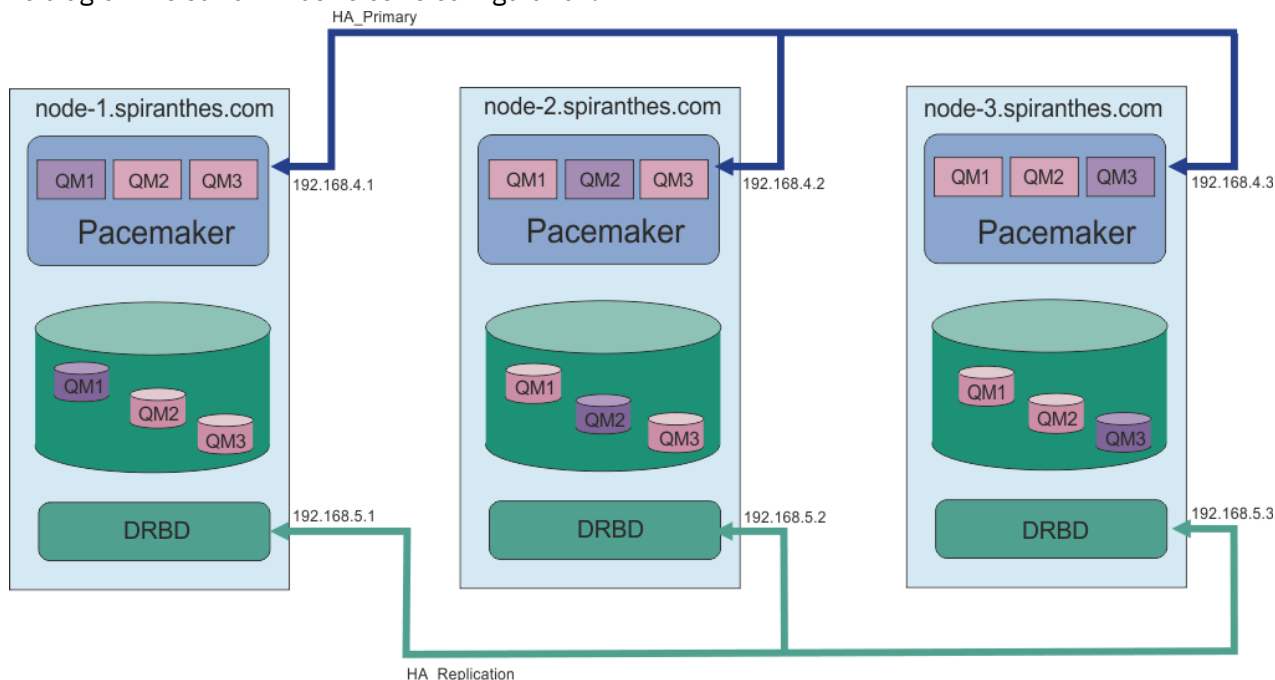 HA_Primary
node-1.spiranthes.com
QM1 QM2 QM3
Pacemaker
192.168.4.1
QM1
QM2
QM3
DRBD
192.168.5.1
node-2.spiranthes.com
QM1 QM2 QM3
Pacemaker
192.168.4.2
QM1
QM2
QM3
DRBD
192.168.5.2
node-3.spiranthes.com
QM1 QM2 QM3
Pacemaker
192.168.4.3
QM1
QM2
QM3
DRBD
192.168.5.3
HA_Replication